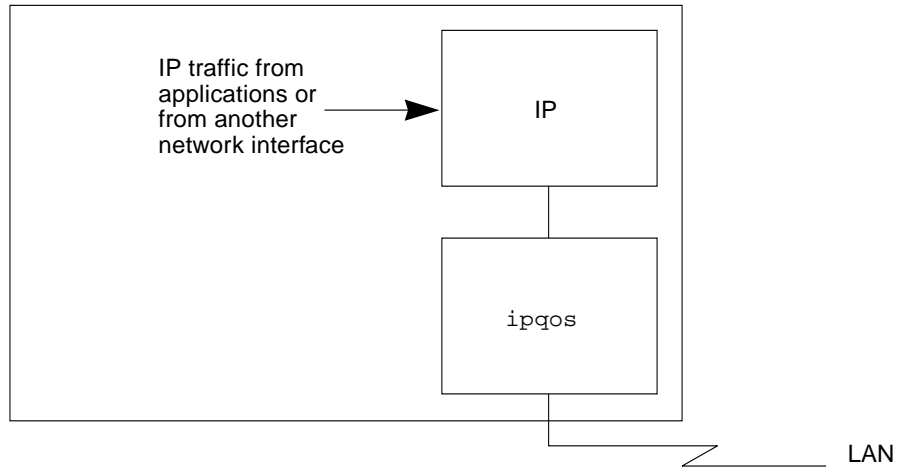 IP traffic from
applications or
from another
network interface
IP
ipqos
LAN